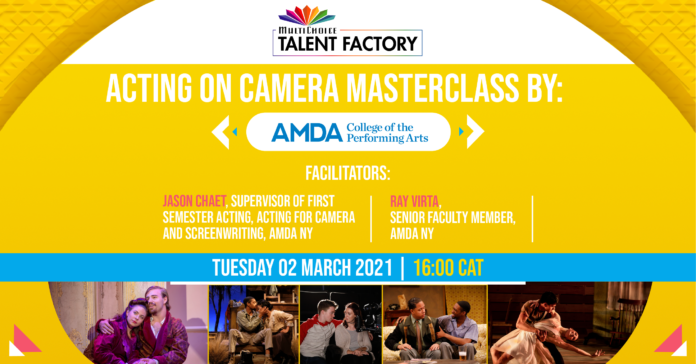 MULTICHOICE
TALENT FACTORY
ACTING ON CAMERA MASTERCLASS BY:
AMDA College of the
Performing Arts
FACILITATORS:
JASON CHAET, SUPERVISOR OF FIRST
SEMESTER ACTING, ACTING FOR CAMERA
AND SCREENWRITING, AMDA NY
RAY VIRTA,
SENIOR FACULTY MEMBER,
AMDA NY
TUESDAY 02 MARCH 2021 | 16:00 CAT